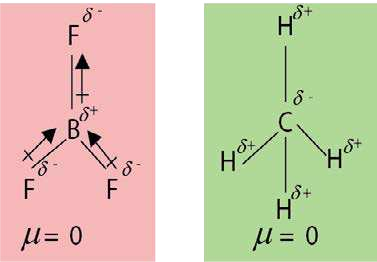 F δ-
B δ+
F δ-
F δ-
μ = 0
H δ+
C δ-
H δ+
H δ+
H δ+
μ = 0